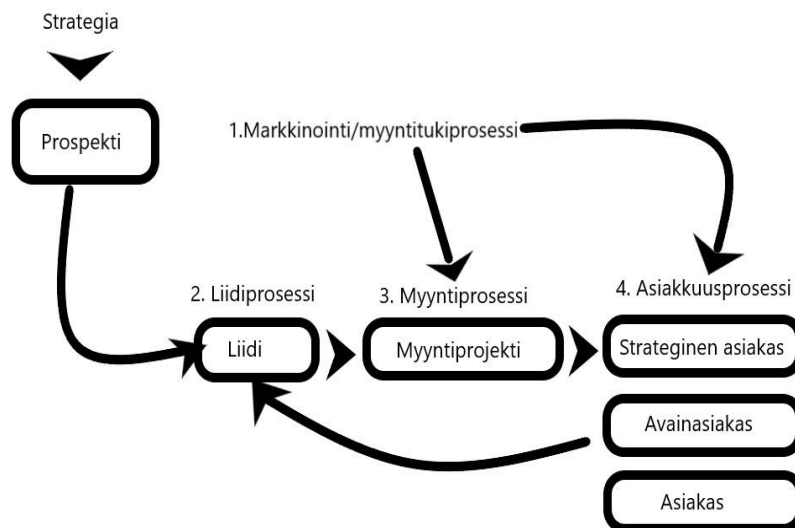 Strategia
Prospekti
1.Markkinointi/myyntitukiprosessi
2. Liidiprosessi
3. Myyntiprosessi
4. Asiakkuusprosessi
Liidi
Myyntiprojekti
Strateginen asiakas
Avainasiakas
Asiakas